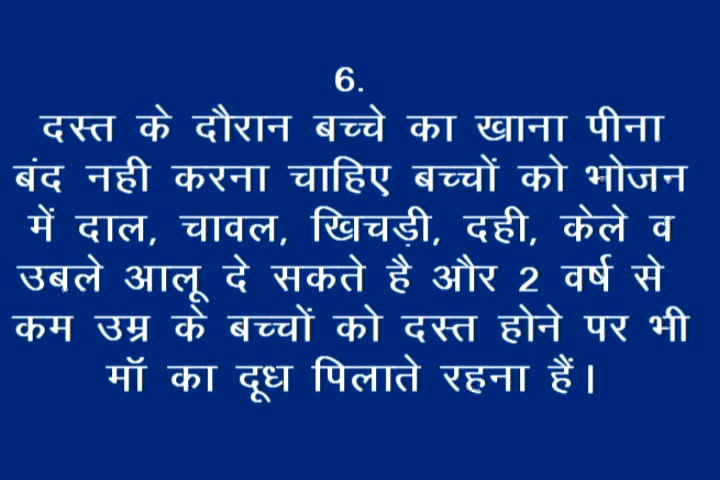 6.
दस्त के दौरान बच्चे का खाना पीना
बंद नही करना चाहिए बच्चों को भोजन
में दाल, चावल, खिचड़ी, दही, केले व
उबले आलू दे सकते है और 2 वर्ष से
कम उम्र के बच्चों को दस्त होने पर भी
मॉ का दूध पिलाते रहना हैं।